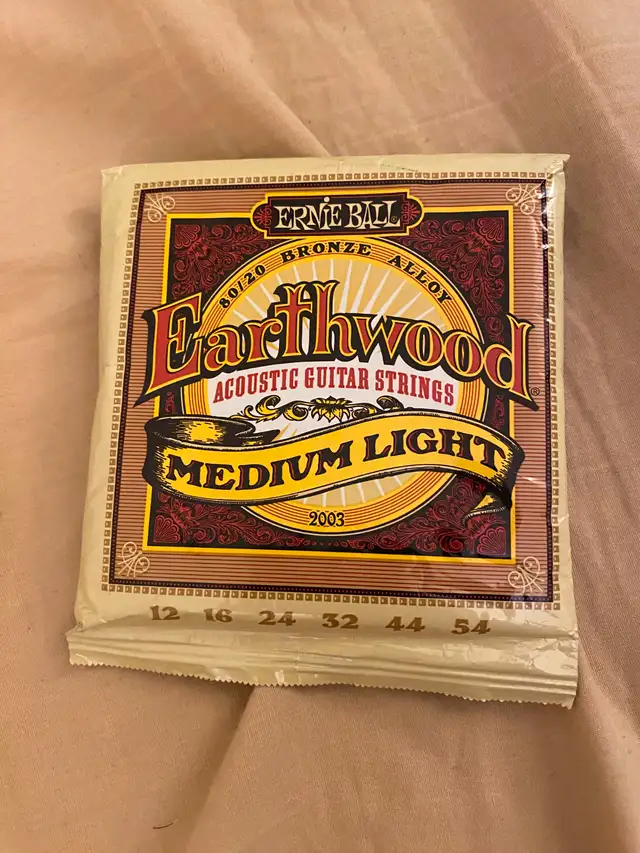 ERNIE BALL
80/20 BRONZE ALLOY
Earthwood®
ACOUSTIC GUITAR STRINGS
MEDIUM LIGHT
2003
12 16 24 32 44 54